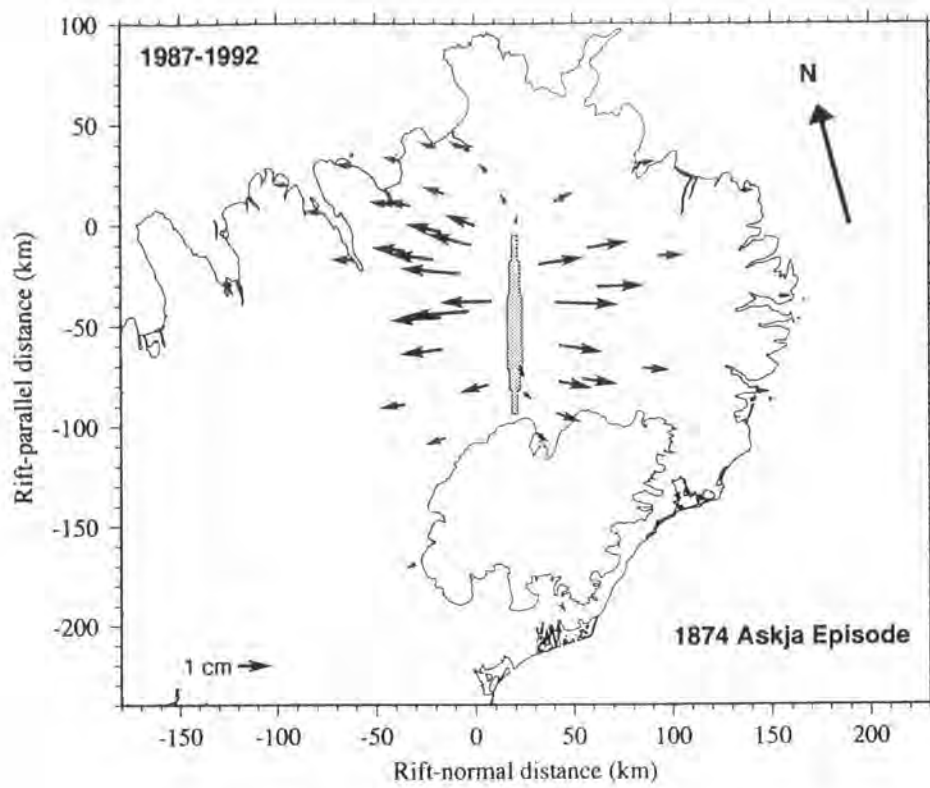 100
1987-1992
N
50
0
-50
-100
-150
-200
Rift-parallel distance (km)
1874 Askja Episode
1 cm
-150 -100 -50 0 50 100 150 200
Rift-normal distance (km)